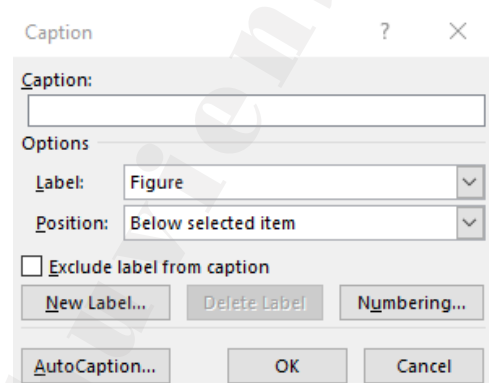 Caption ?
Caption:
Options
Label: Figure
Position: Below selected item
Exclude label from caption
New Label... Delete Label Numbering...
AutoCaption... OK Cancel